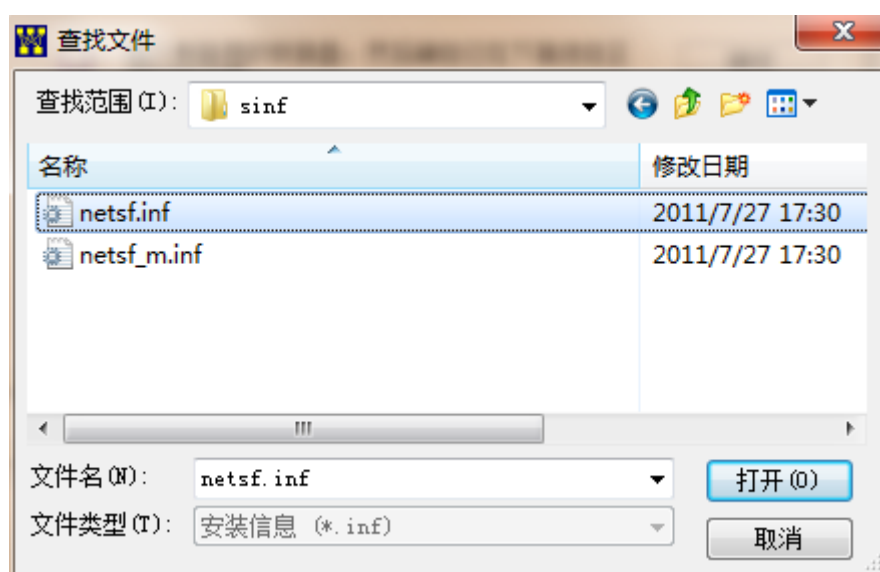 查找文件
查找范围(I): sinf
名称 修改日期
netsf.inf 2011/7/27 17:30
netsf_m.inf 2011/7/27 17:30
文件名(N): netsf.inf 打开(O)
文件类型(T): 安装信息 (*.inf)
取消